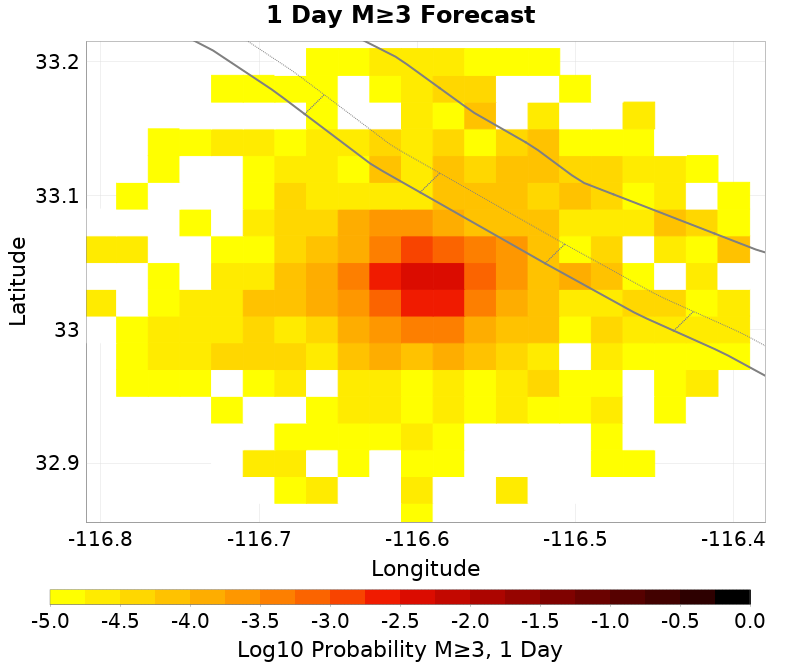 1 Day M≥3 Forecast
33.2
33.1
33
32.9
Latitude
-116.8 -116.7 -116.6 -116.5 -116.4
Longitude
-5.0 -4.5 -4.0 -3.5 -3.0 -2.5 -2.0 -1.5 -1.0 -0.5 0.0
Log10 Probability M≥3, 1 Day